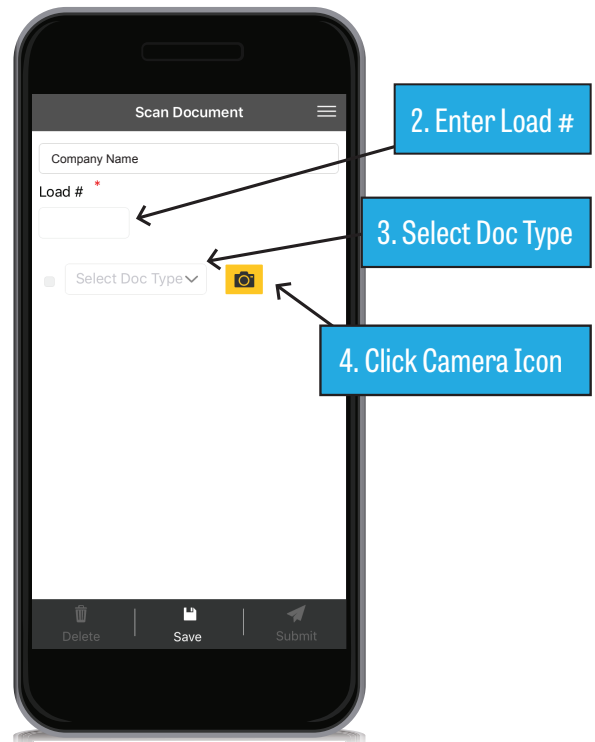 Scan Document
2. Enter Load #
Company Name
Load # *
3. Select Doc Type
Select Doc Type
4. Click Camera Icon
Delete
Save
Submit